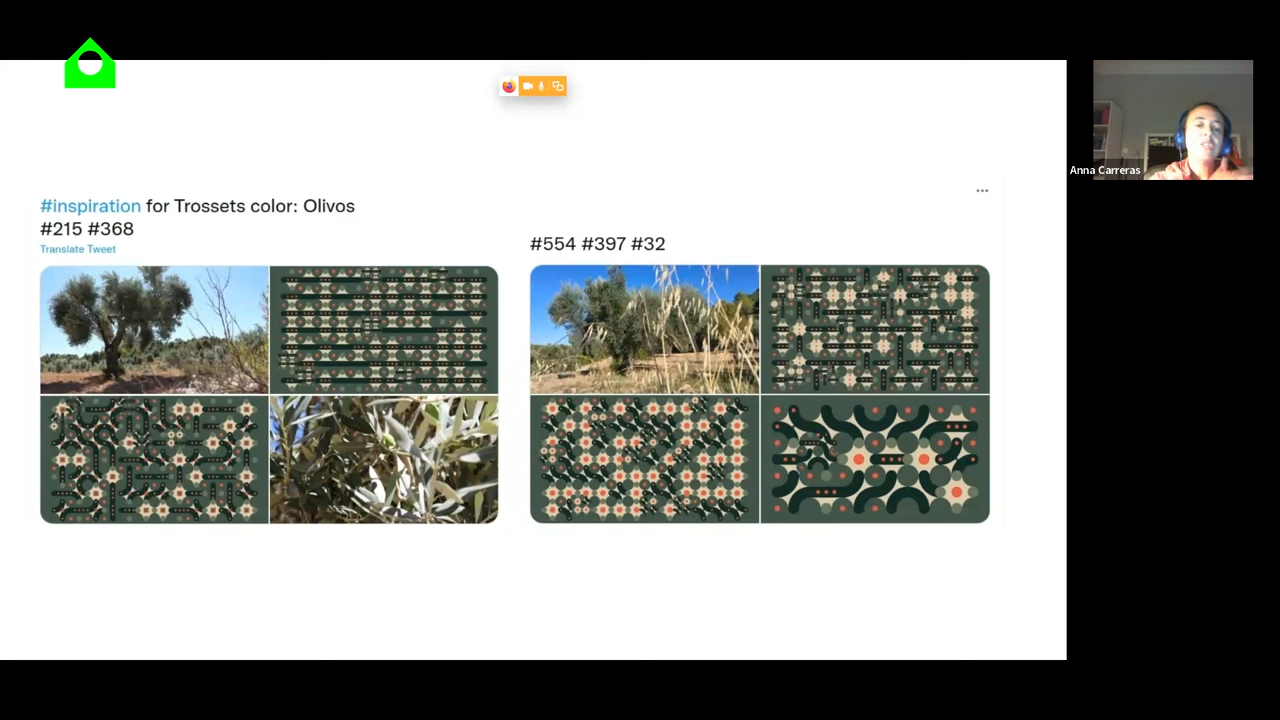 #inspiration for Trossets color: Olivos
#215 #368
Translate Tweet
#554 #397 #32
Anna Carreras